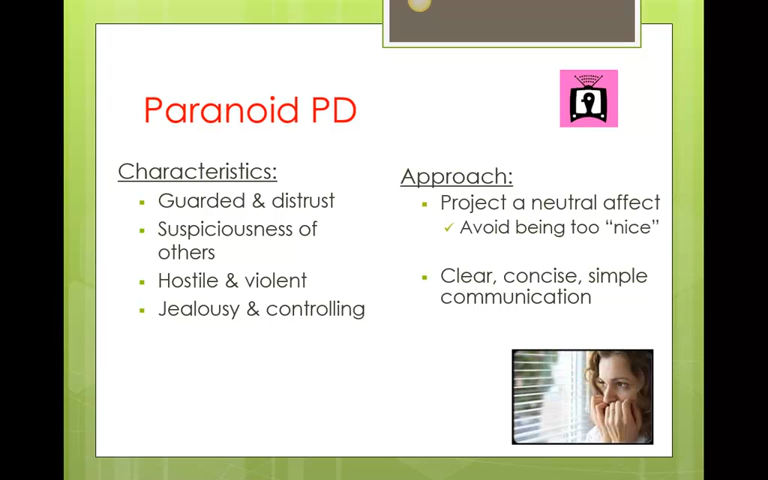 Paranoid PD
Characteristics:
Guarded & distrust
Suspiciousness of
others
Hostile & violent
Jealousy & controlling
Approach:
Project a neutral affect
Avoid being too “nice”
Clear, concise, simple
communication